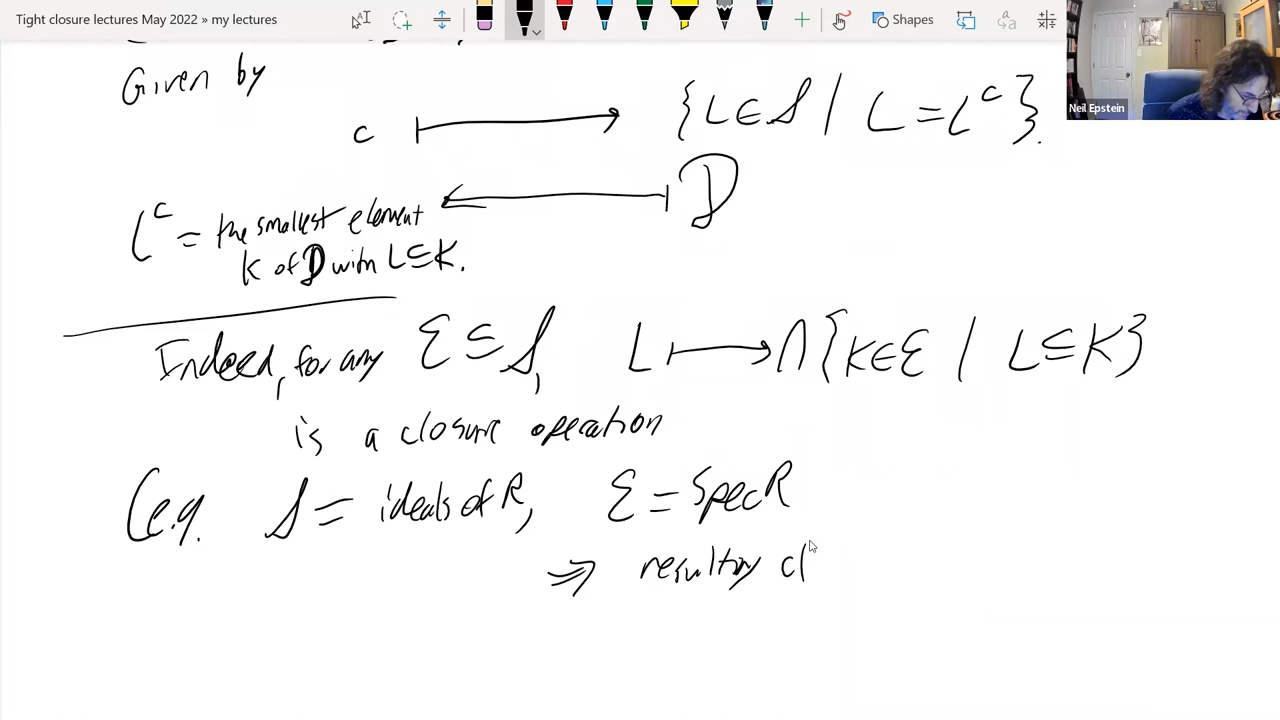 Tight closure lectures May 2022 » my lectures
Shapes
Neil Epstein
Given by
c ⟼ {L ∈ 𝒮 | L = L^c}.
𝒟
L^c = the smallest element
K of 𝒟 with L ⊆ K.
Indeed, for any ℰ ⊆ 𝒮, L ⟼ ∩{K ∈ ℰ | L ⊆ K}
is a closure operation
(e.g. 𝒮 = ideals of R, ℰ = Spec R
⇒ resulting cl